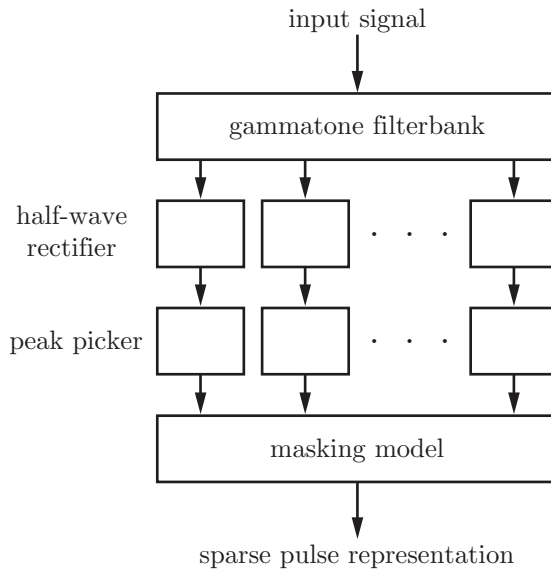 input signal
gammatone filterbank
half-wave
rectifier
peak picker
masking model
sparse pulse representation